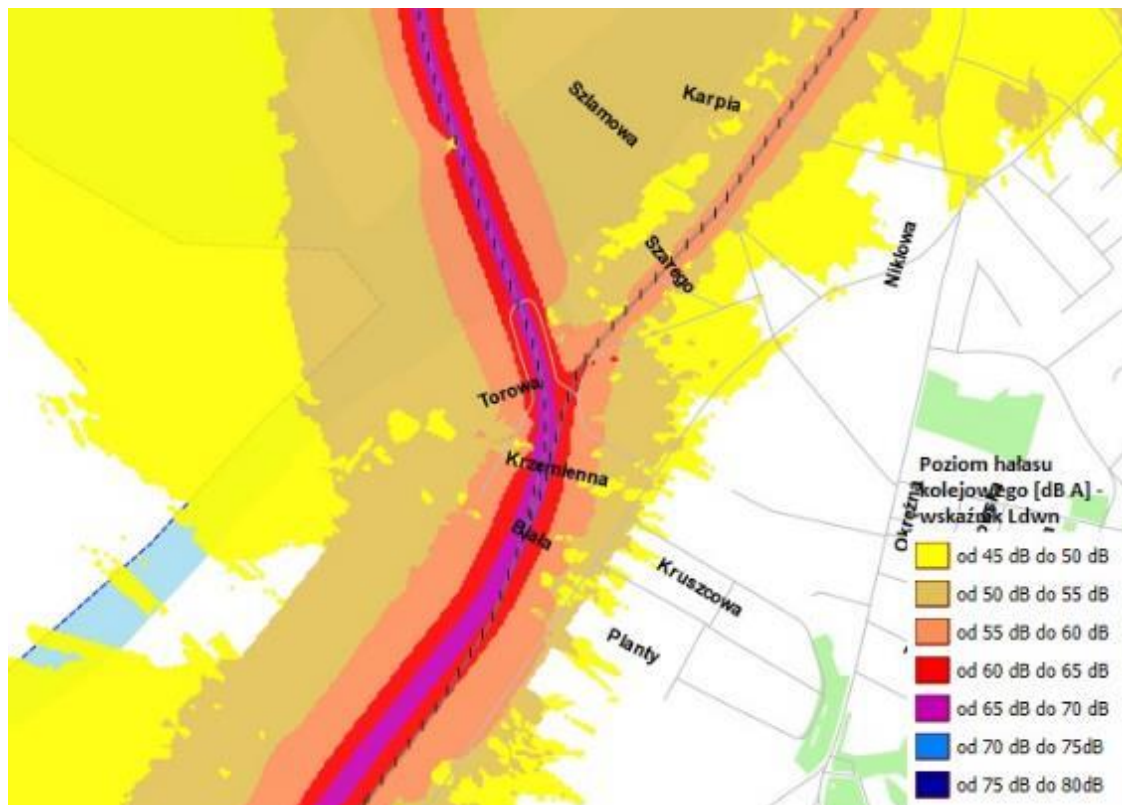 Karpia
Szlamowa
Szarego
Niklowa
Torowa
Krzemienna
Biała
Kruszcowa
Planty
Okrężna
Poziom hałasu
kolejowego [dB A] -
wskaźnik Ldwn
od 45 dB do 50 dB
od 50 dB do 55 dB
od 55 dB do 60 dB
od 60 dB do 65 dB
od 65 dB do 70 dB
od 70 dB do 75dB
od 75 dB do 80dB